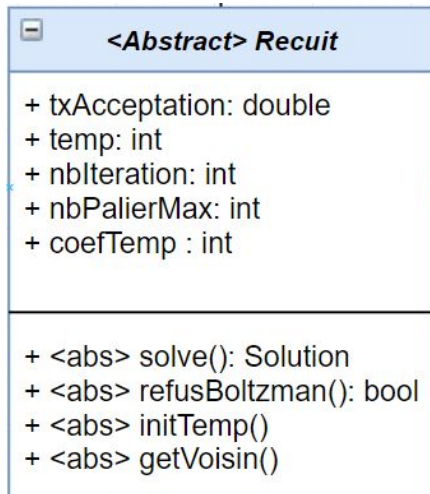 <Abstract> Recuit
+ txAcceptation: double
+ temp: int
+ nbIteration: int
+ nbPalierMax: int
+ coefTemp : int
+ <abs> solve(): Solution
+ <abs> refusBoltzman(): bool
+ <abs> initTemp()
+ <abs> getVoisin()